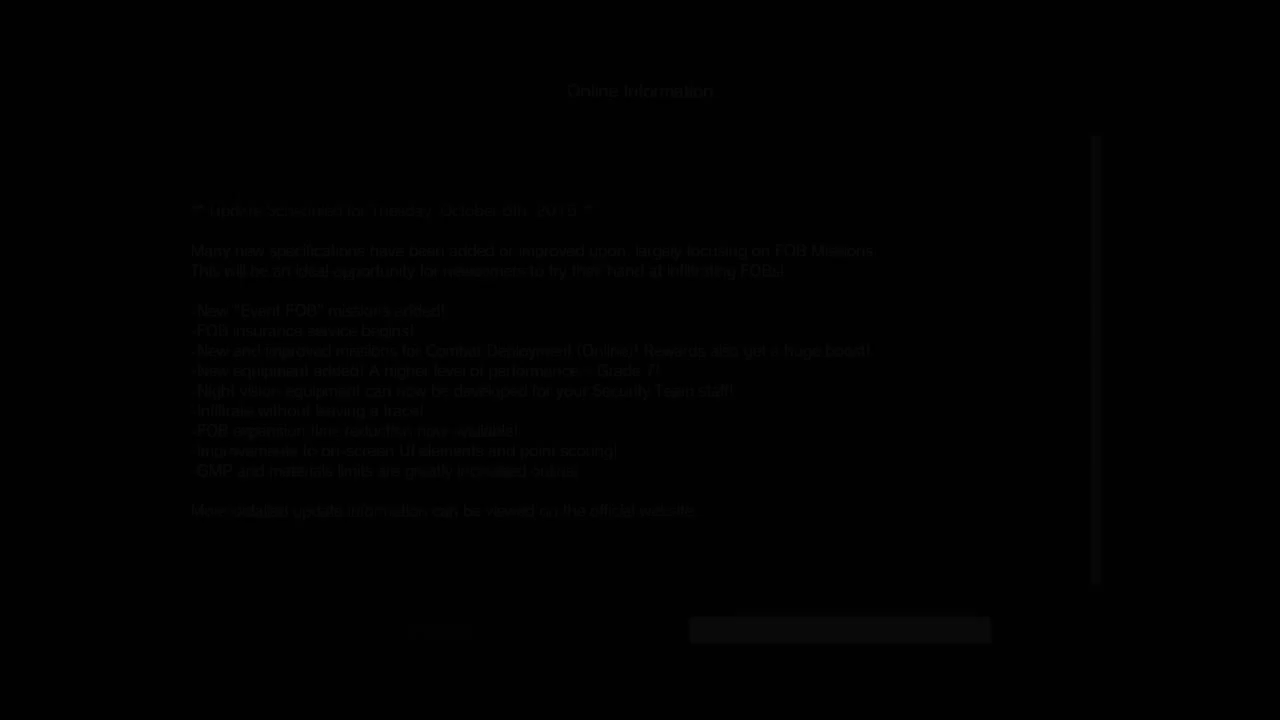 Online Information
** Update Scheduled for Tuesday, October 6th, 2015 **
Many new specifications have been added or improved upon, largely focusing on FOB Missions.
This will be an ideal opportunity for newcomers to try their hand at infiltrating FOBs!
-New "Event FOB" missions added!
-FOB insurance service begins!
-New and improved missions for Combat Deployment (Online)! Rewards also get a huge boost!
-New equipment added! A higher level of performance - Grade 7!
-Night vision equipment can now be developed for your Security Team staff!
-Infiltrate without leaving a trace!
-FOB reparation time reduction now available!
-Improvements to on-screen UI elements and point scoring!
-GMP and materials limits are greatly increased online!
More detailed update information can be viewed on the official website.